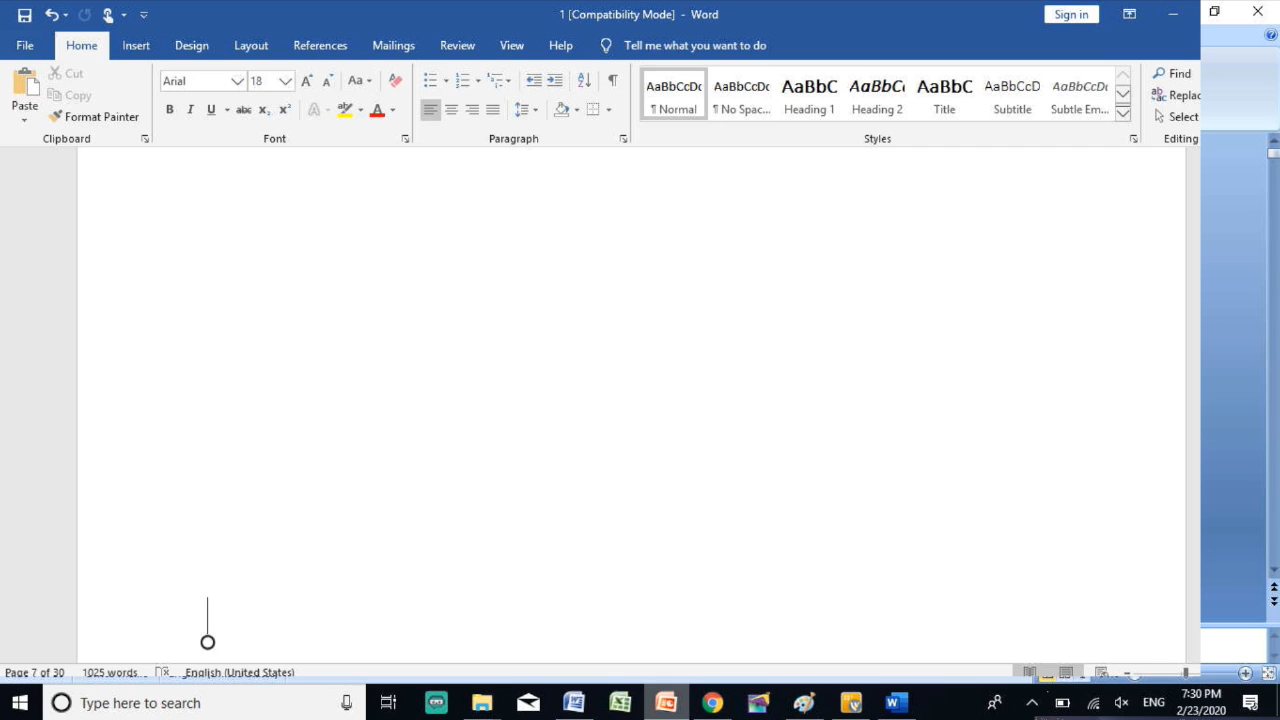 1 [Compatibility Mode] - Word
Sign in
File Home Insert Design Layout References Mailings Review View Help Tell me what you want to do
Paste
Cut
Copy
Format Painter
Clipboard
Arial 18
Aa
B I U abc x₂ x²
A A
Font
Paragraph
AaBbCcDc AaBbCcDc AaBbC AaBbCc AaBbC AaBbCcD AaBbCcDc
¶ Normal ¶ No Spac... Heading 1 Heading 2 Title Subtitle Subtle Em...
Styles
Find
Replac
Select
Editing
Page 7 of 30 1025 words English (United States)
Type here to search
ENG
7:30 PM
2/23/2020